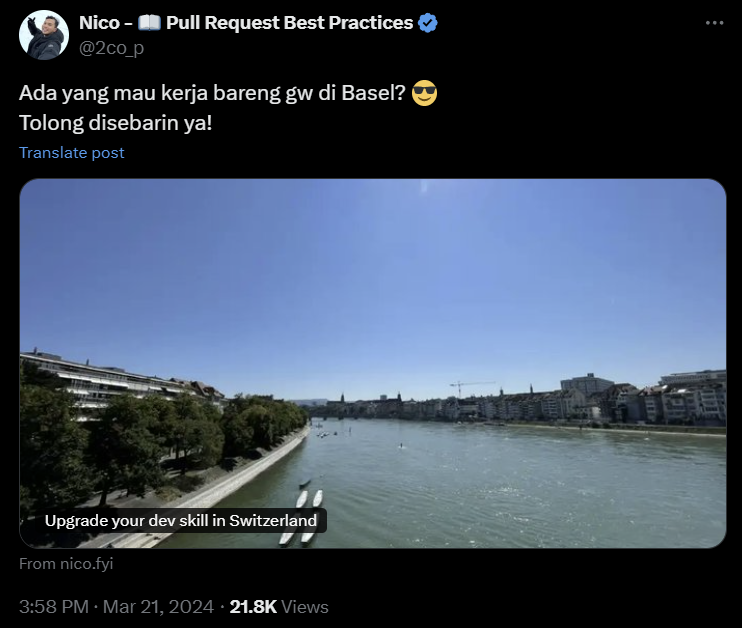 Nico - 📖 Pull Request Best Practices
@2co_p
Ada yang mau kerja bareng gw di Basel? 😎
Tolong disebarin ya!
Translate post
Upgrade your dev skill in Switzerland
From nico.fyi
3:58 PM · Mar 21, 2024 · 21.8K Views